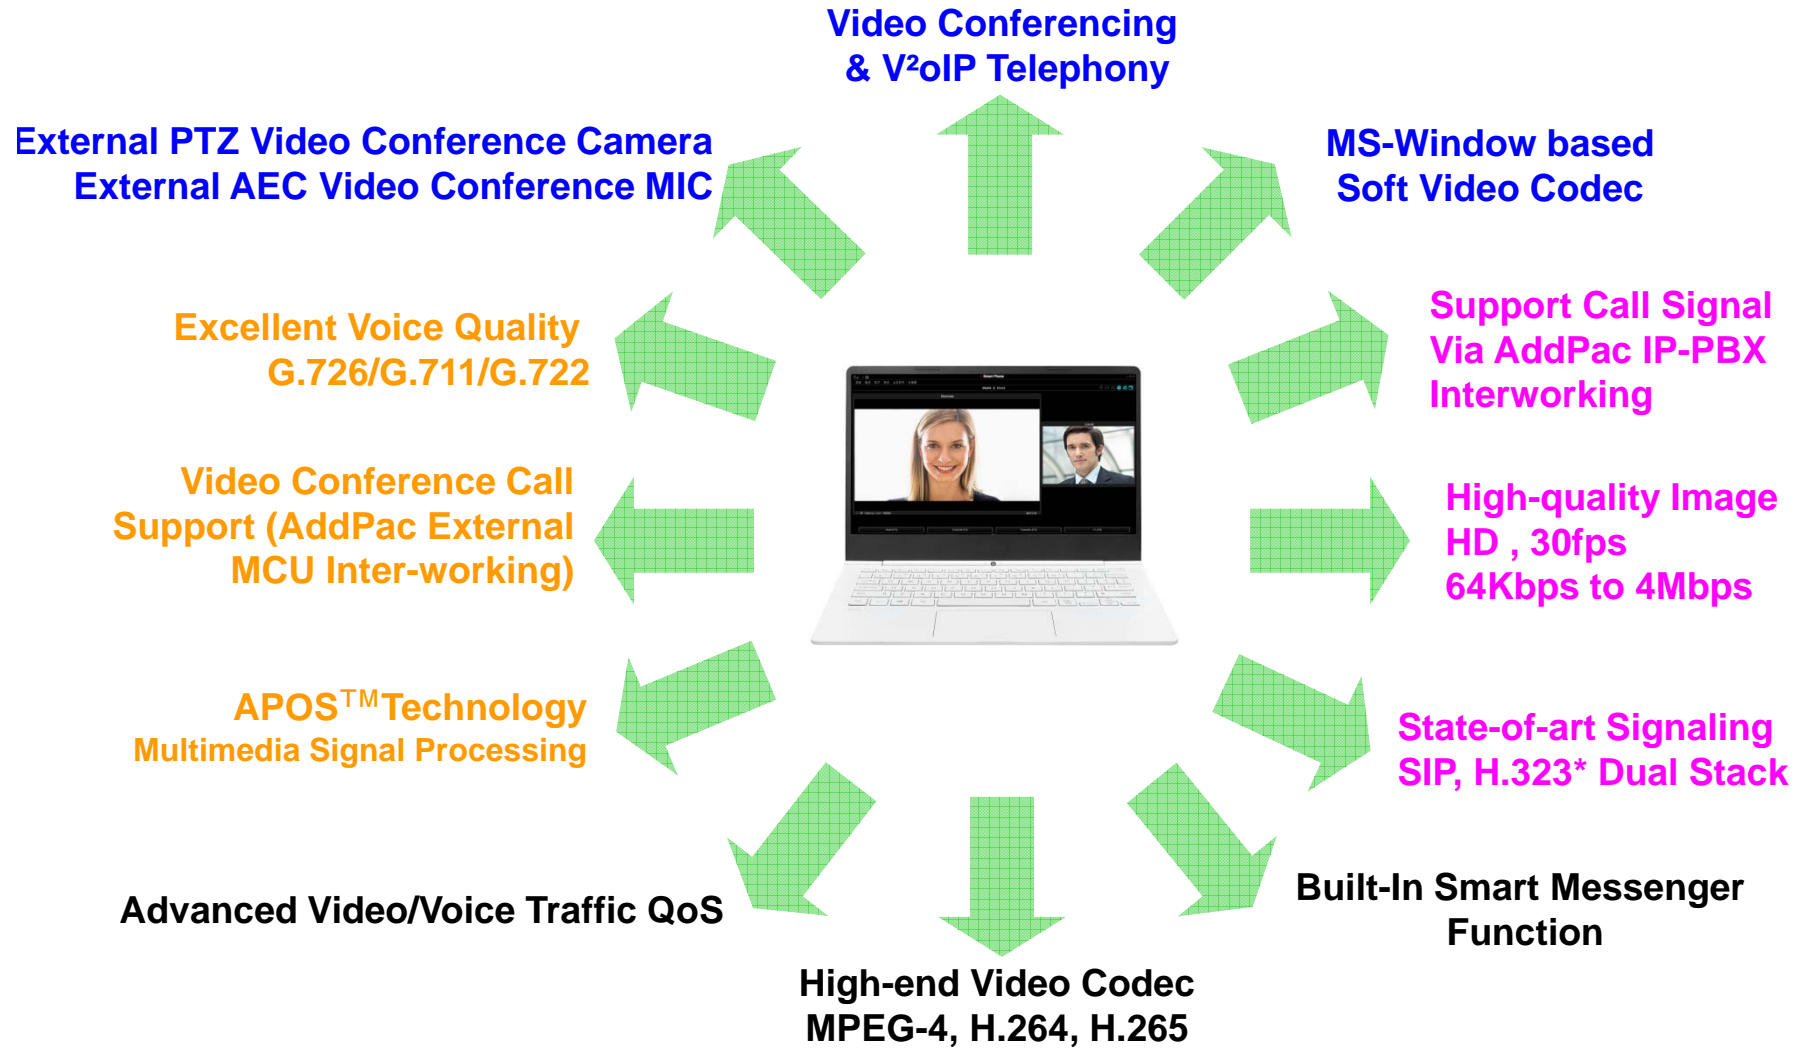 Video Conferencing
& V²oIP Telephony
External PTZ Video Conference Camera
External AEC Video Conference MIC
MS-Window based
Soft Video Codec
Excellent Voice Quality
G.726/G.711/G.722
Support Call Signal
Via AddPac IP-PBX
Interworking
Video Conference Call
Support (AddPac External
MCU Inter-working)
High-quality Image
HD , 30fps
64Kbps to 4Mbps
APOS™Technology
Multimedia Signal Processing
State-of-art Signaling
SIP, H.323* Dual Stack
Advanced Video/Voice Traffic QoS
Built-In Smart Messenger
Function
High-end Video Codec
MPEG-4, H.264, H.265